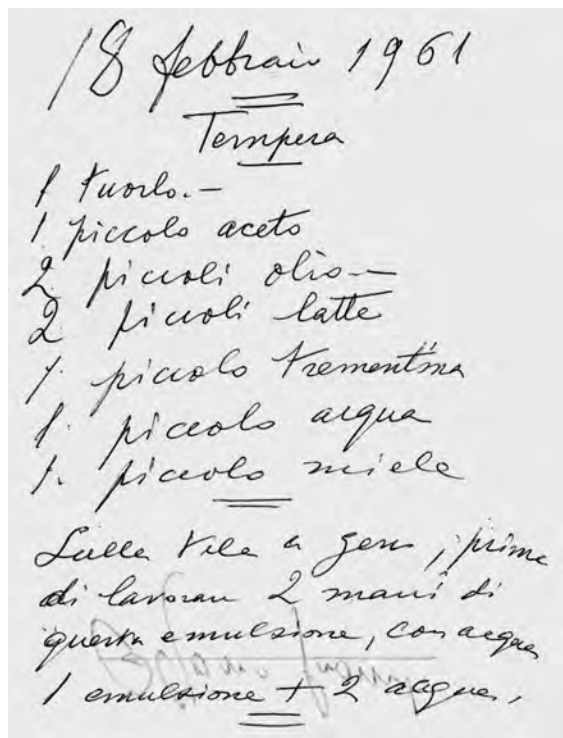 18 febbraio 1961
Tempera
1 tuorlo.—
1 piccolo aceto
2 piccoli olio—
2 piccoli latte
1. piccolo trementina
1. piccolo acqua
1. piccolo miele
Sulla tela a gesso, prima
di lavorare 2 mani di
questa emulsione, con acqua
1 emulsione + 2 acqua.